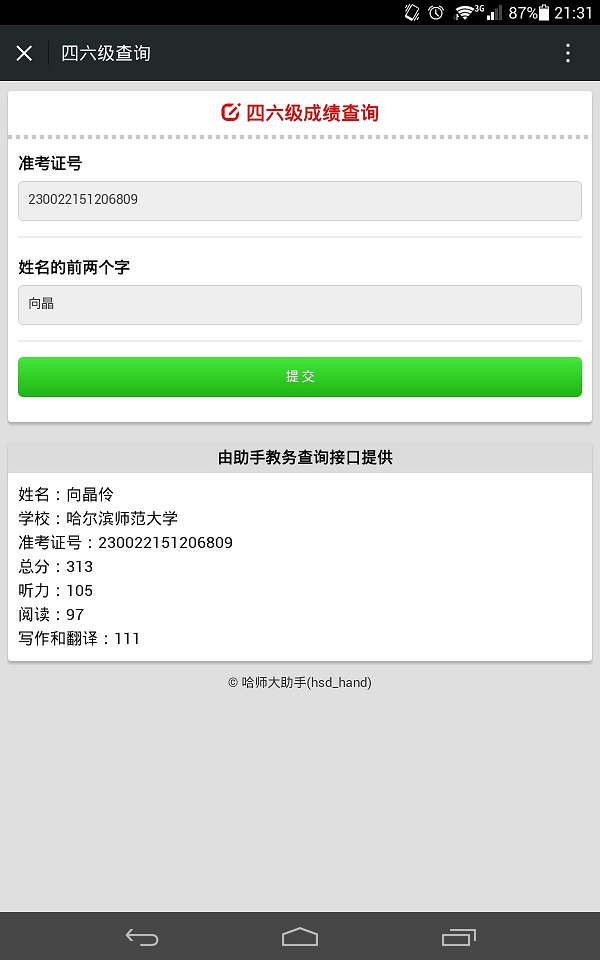 3G 87% 21:31
四六级查询
四六级成绩查询
准考证号
230022151206809
姓名的前两个字
向晶
提交
由助手教务查询接口提供
姓名：向晶伶
学校：哈尔滨师范大学
准考证号：230022151206809
总分：313
听力：105
阅读：97
写作和翻译：111
© 哈师大助手(hsd_hand)